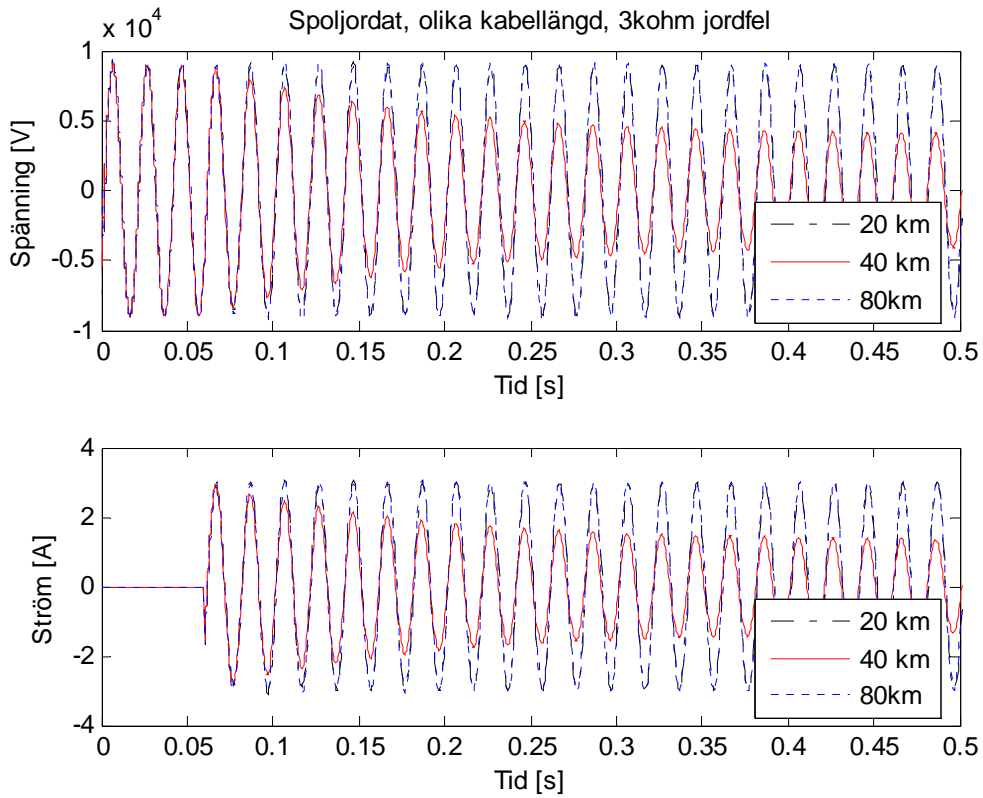 Spoljordat, olika kabellängd, 3kohm jordfel
x 10^4
1
0.5
0
-0.5
-1
Spänning [V]
0 0.05 0.1 0.15 0.2 0.25 0.3 0.35 0.4 0.45 0.5
Tid [s]
20 km
40 km
80km
4
2
0
-2
-4
Ström [A]
0 0.05 0.1 0.15 0.2 0.25 0.3 0.35 0.4 0.45 0.5
Tid [s]
20 km
40 km
80km